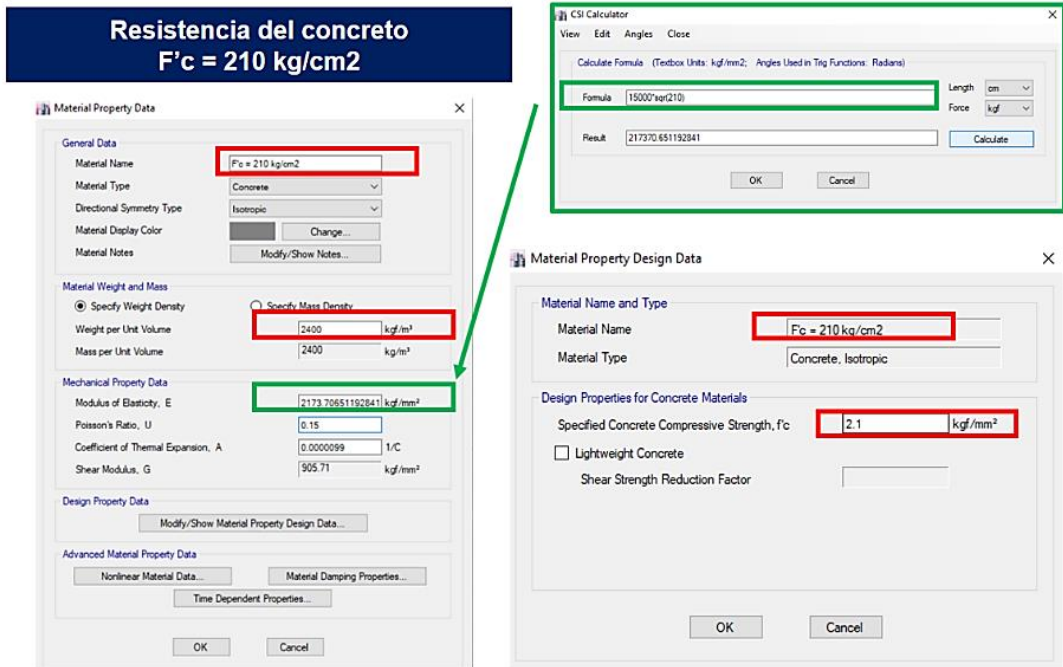 Resistencia del concreto
F'c = 210 kg/cm2
CSI Calculator
View Edit Angles Close
Calculate Formula (Textbox Units: kgf/mm2; Angles Used in Trig Functions: Radians)
Formula 15000*sqr(210)
Length cm
Force kgf
Result 217370.651192841
Calculate
OK Cancel
Material Property Data
General Data
Material Name F'c = 210 kg/cm2
Material Type Concrete
Directional Symmetry Type Isotropic
Material Display Color Change...
Material Notes Modify/Show Notes...
Material Weight and Mass
Specify Weight Density Specify Mass Density
Weight per Unit Volume 2400 kgf/m³
Mass per Unit Volume 2400 kg/m³
Mechanical Property Data
Modulus of Elasticity, E 2173.70651192841 kgf/mm²
Poisson's Ratio, U 0.15
Coefficient of Thermal Expansion, A 0.0000099 1/C
Shear Modulus, G 905.71 kgf/mm²
Design Property Data
Modify/Show Material Property Design Data...
Advanced Material Property Data
Nonlinear Material Data... Material Damping Properties...
Time Dependent Properties...
OK Cancel
Material Property Design Data
Material Name and Type
Material Name F'c = 210 kg/cm2
Material Type Concrete, Isotropic
Design Properties for Concrete Materials
Specified Concrete Compressive Strength, f'c 2.1 kgf/mm²
Lightweight Concrete
Shear Strength Reduction Factor
OK Cancel